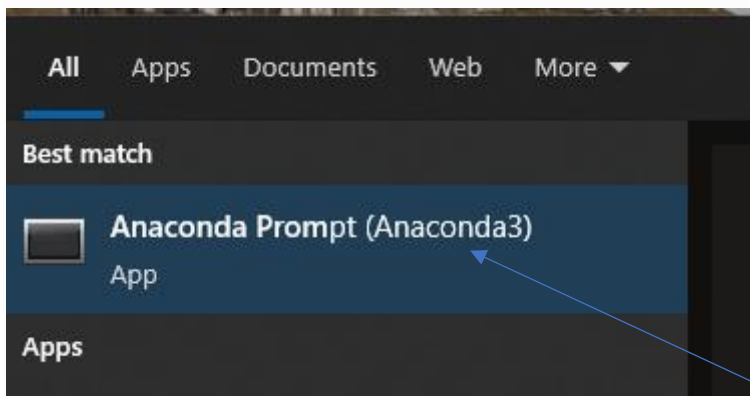 All Apps Documents Web More
Best match
Anaconda Prompt (Anaconda3)
App
Apps